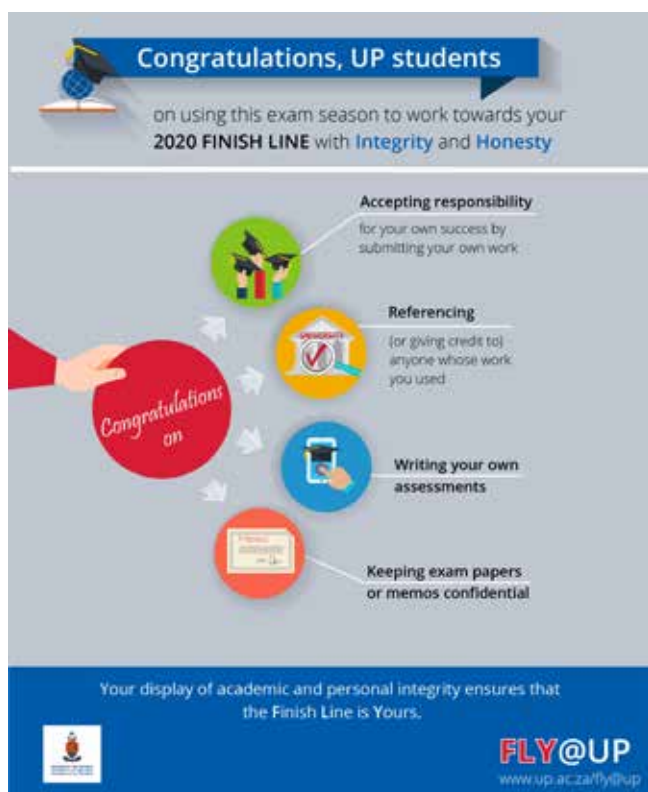 Congratulations, UP students
on using this exam season to work towards your
2020 FINISH LINE with Integrity and Honesty
Accepting responsibility
for your own success by
submitting your own work
Referencing
(or giving credit to)
anyone whose work
you used
Congratulations
on
Writing your own
assessments
Keeping exam papers
or memos confidential
Your display of academic and personal integrity ensures that
the Finish Line is Yours.
FLY@UP
www.up.ac.za/fly@up